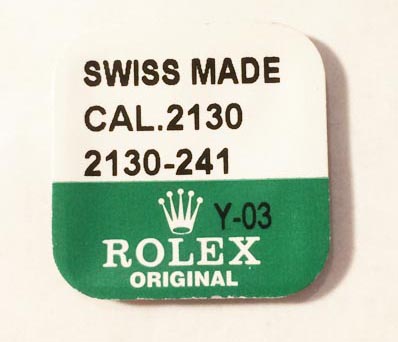 SWISS MADE
CAL.2130
2130-241
Y-03
ROLEX
ORIGINAL